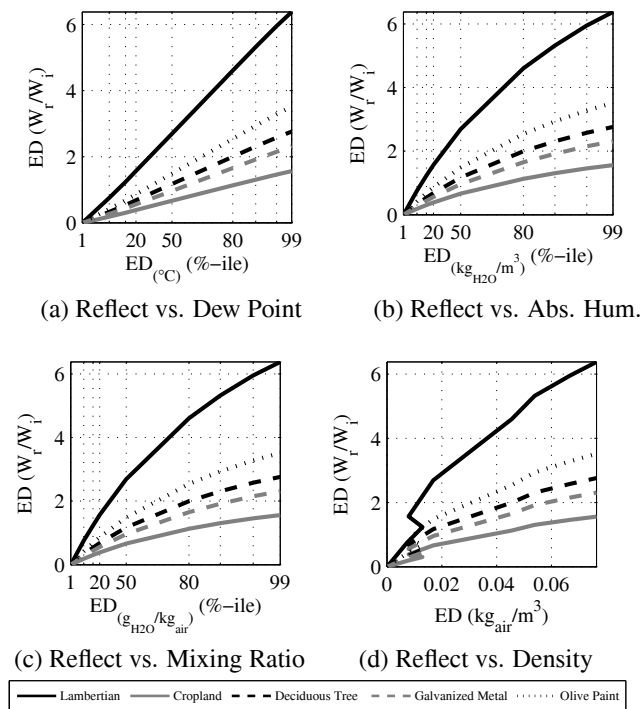 6
4
2
0
ED (W_r/W_i)
1 20 50 80 99
ED_(°C) (%−ile)
(a) Reflect vs. Dew Point
6
4
2
0
ED (W_r/W_i)
1 20 50 80 99
ED_(kg_H2O/m^3) (%−ile)
(b) Reflect vs. Abs. Hum.
6
4
2
0
ED (W_r/W_i)
1 20 50 80 99
ED_(g_H2O/kg_air) (%−ile)
(c) Reflect vs. Mixing Ratio
6
4
2
0
ED (W_r/W_i)
0 0.02 0.04 0.06
ED (kg_air/m^3)
(d) Reflect vs. Density
Lambertian Cropland Deciduous Tree Galvanized Metal Olive Paint